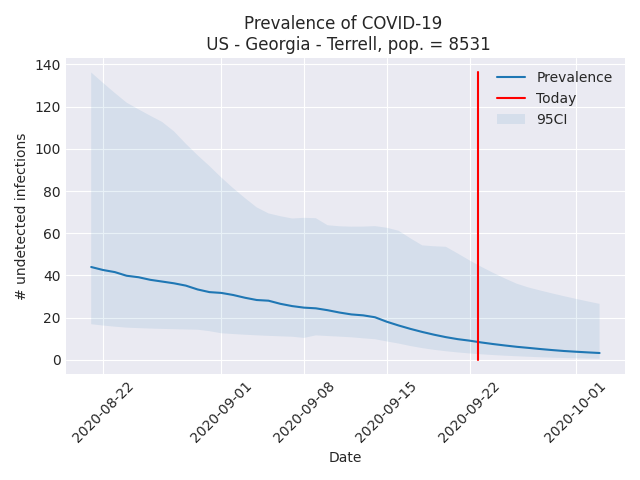 Prevalence of COVID-19
US - Georgia - Terrell, pop. = 8531
140
120
100
80
60
40
20
0
# undetected infections
Prevalence
Today
95CI
2020-08-22
2020-09-01
2020-09-08
2020-09-15
2020-09-22
2020-10-01
Date